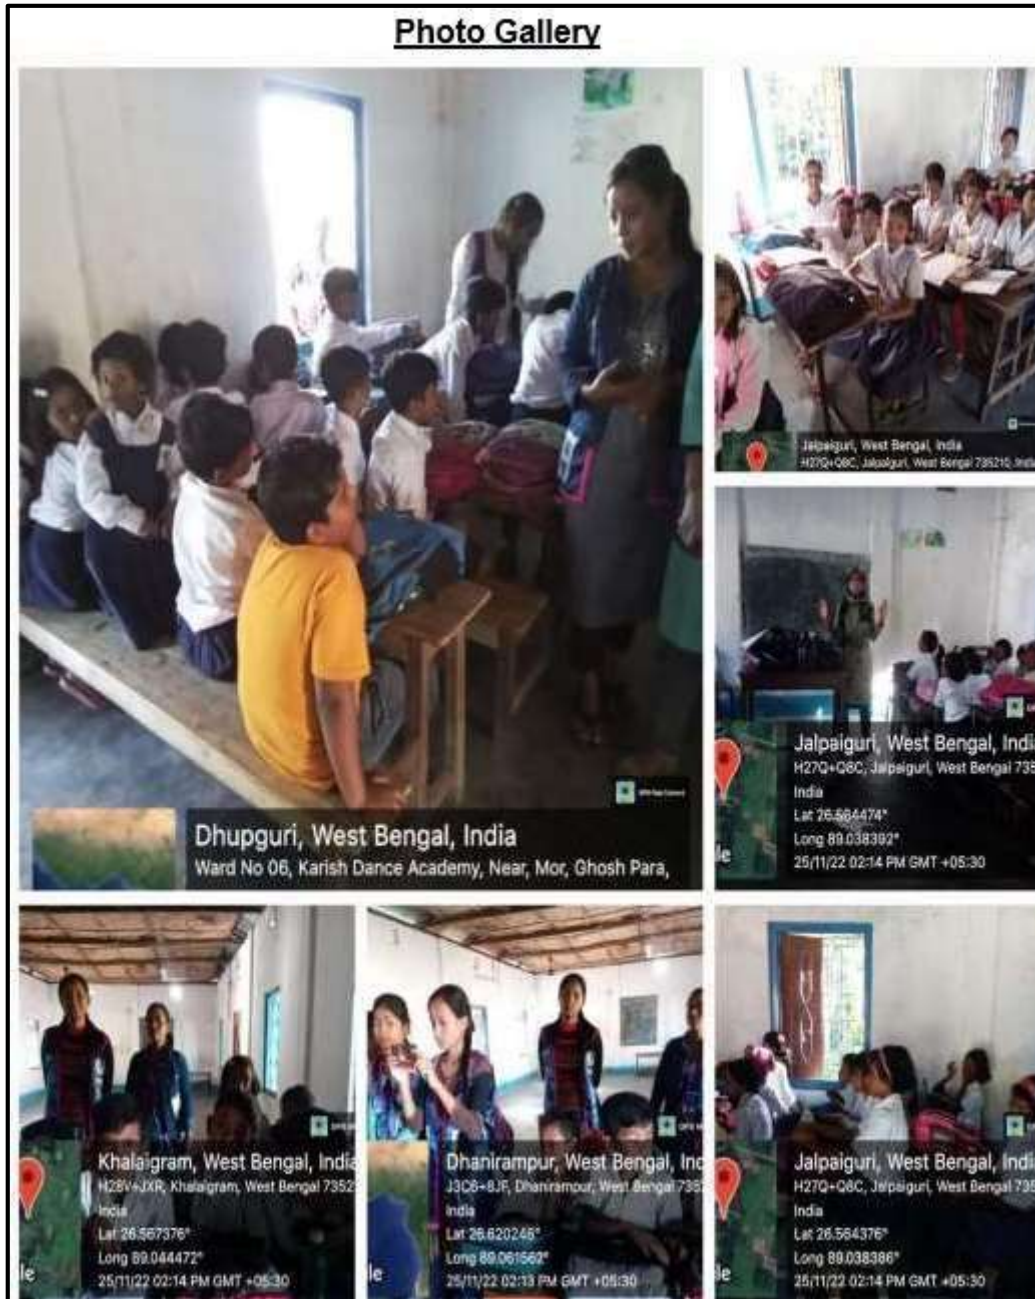 Photo Gallery
Dhupguri, West Bengal, India
Ward No 06, Karish Dance Academy, Near, Mor, Ghosh Para,
Jalpaiguri, West Bengal, India
H27Q+Q8C, Jalpaiguri, West Bengal 735210, India
Jalpaiguri, West Bengal, India
H27Q+Q8C, Jalpaiguri, West Bengal 735
India
Lat 26.564474°
Long 89.038392°
25/11/22 02:14 PM GMT +05:30
Khalaigram, West Bengal, India
H28V+JXR, Khalaigram, West Bengal 7352
India
Lat 26.567376°
Long 89.044472°
25/11/22 02:14 PM GMT +05:30
Dhanirampur, West Bengal, Ind
J3C6+8JF, Dhanirampur, West Bengal 735
India
Lat 26.620246°
Long 89.061562°
25/11/22 02:13 PM GMT +05:30
Jalpaiguri, West Bengal, India
H27Q+Q8C, Jalpaiguri, West Bengal 735
India
Lat 26.564376°
Long 89.038386°
25/11/22 02:14 PM GMT +05:30